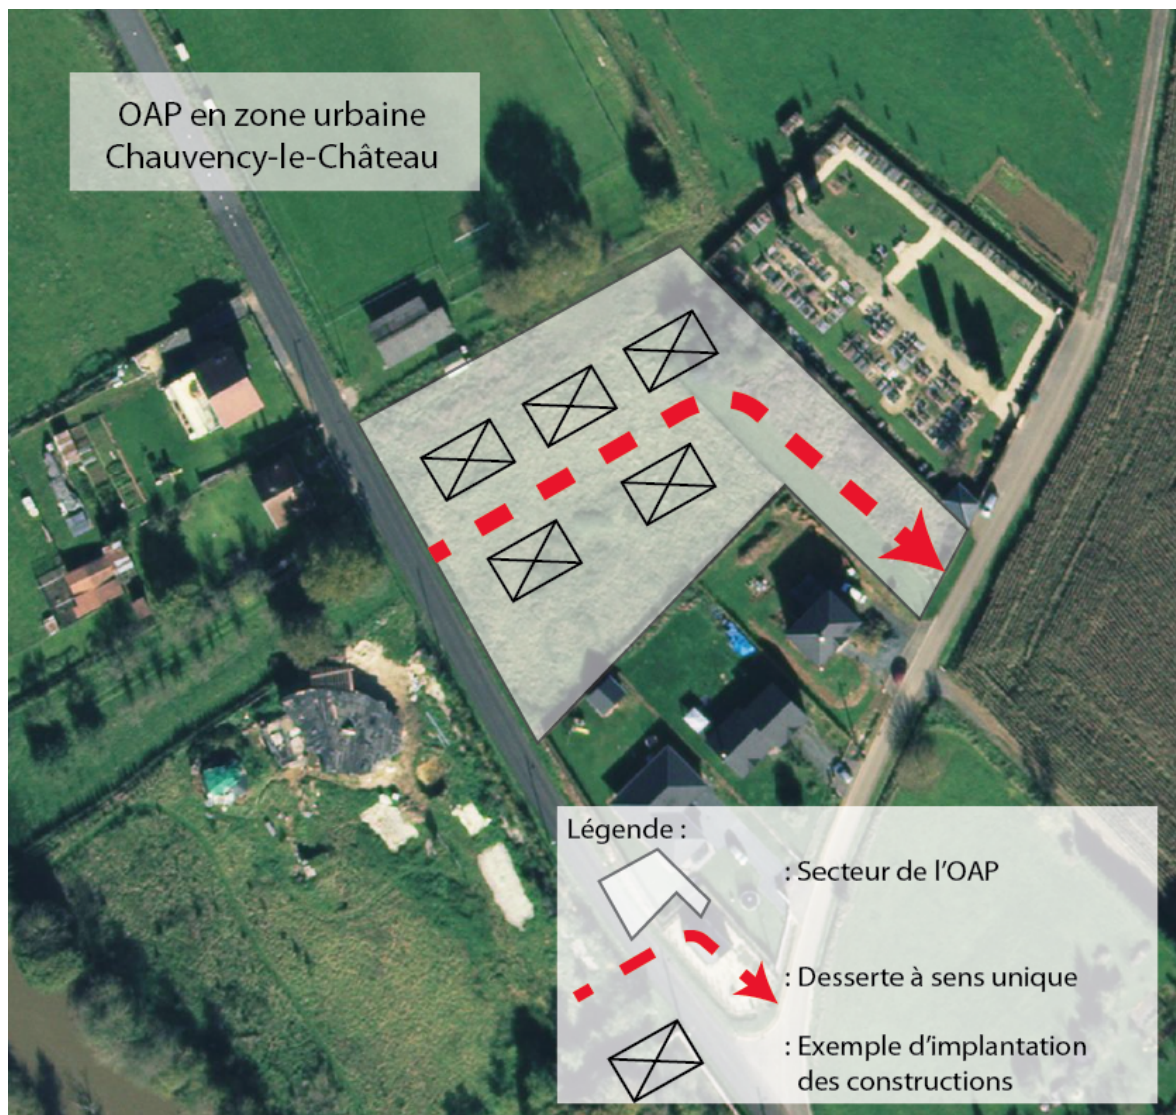 OAP en zone urbaine
Chauvency-le-Château
Légende :
: Secteur de l'OAP
: Desserte à sens unique
: Exemple d'implantation
des constructions